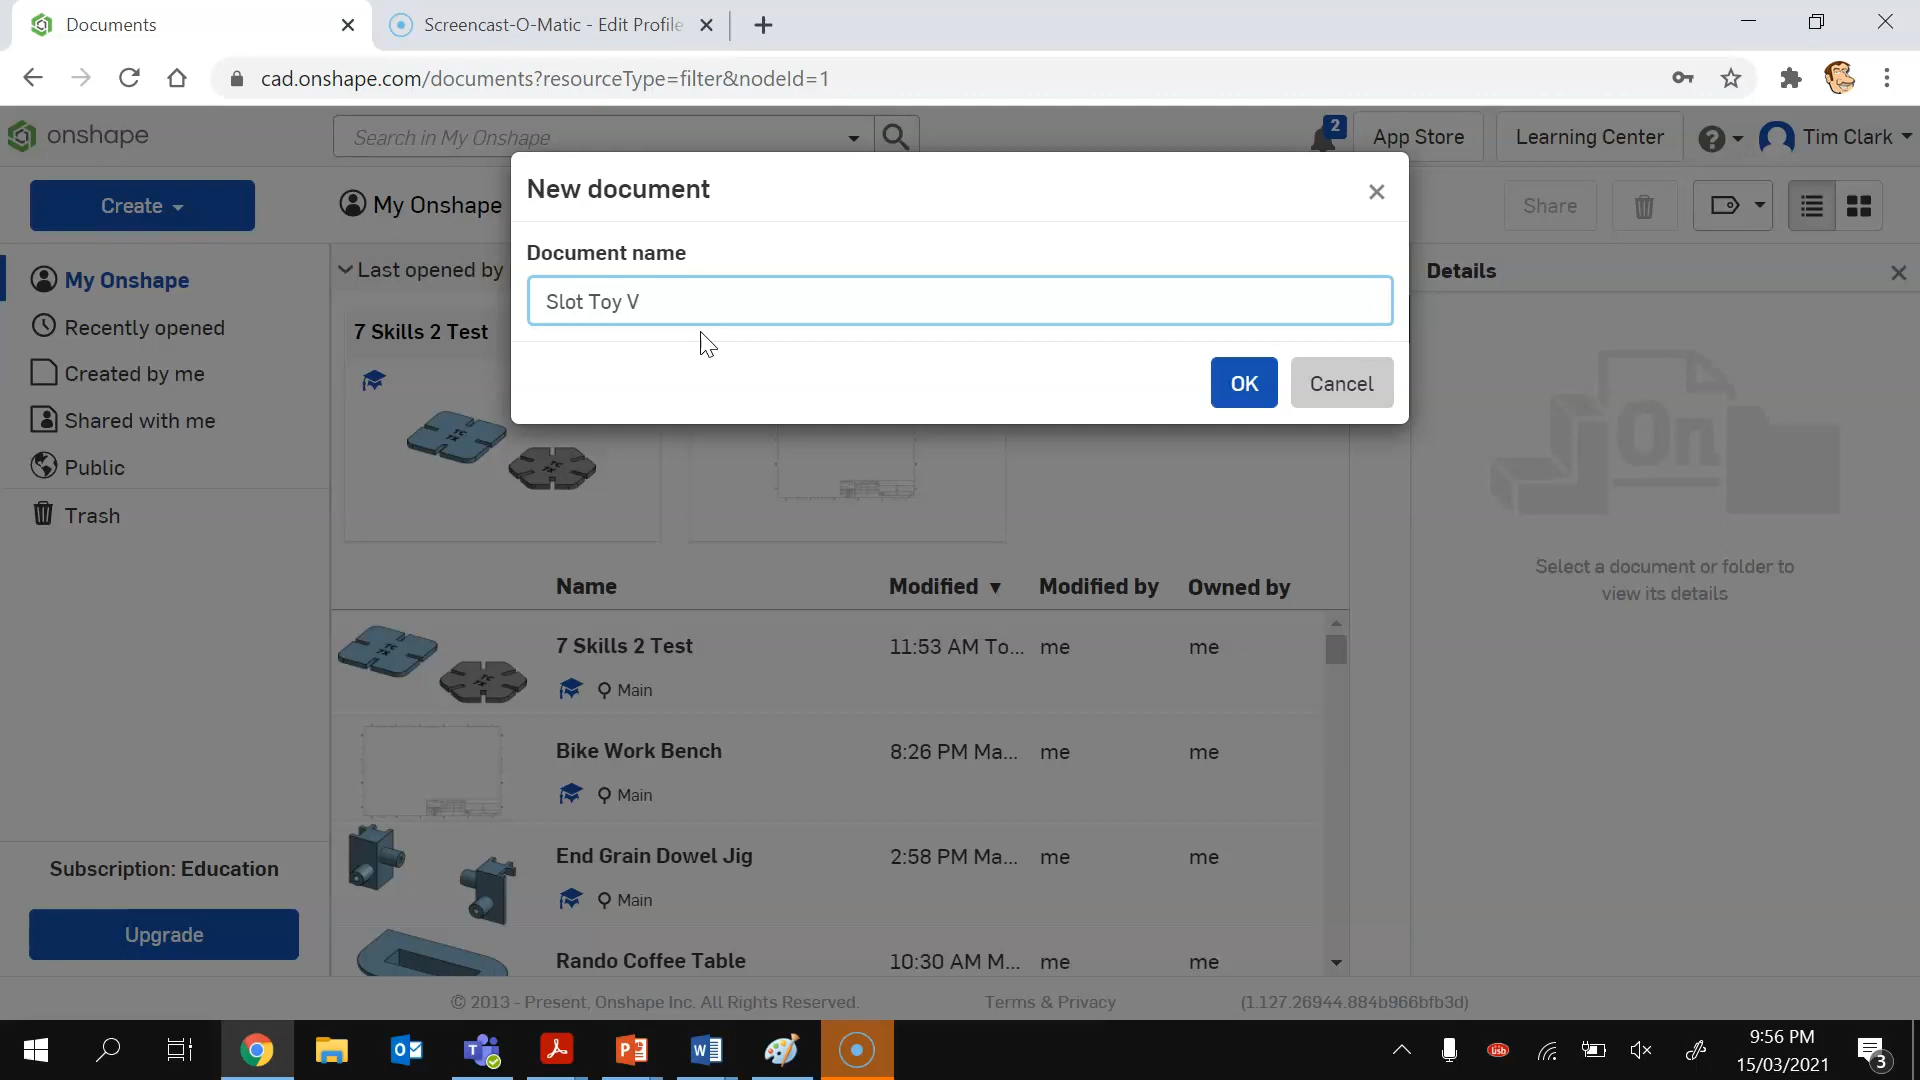 Documents
Screencast-O-Matic - Edit Profile
cad.onshape.com/documents?resourceType=filter&nodeId=1
onshape
Search in My Onshape
2
App Store
Learning Center
Tim Clark
Create
My Onshape
New document
Share
Document name
Slot Toy V
OK
Cancel
My Onshape
Recently opened
Created by me
Shared with me
Public
Trash
Last opened by
7 Skills 2 Test
Details
Select a document or folder to
view its details
Name Modified ▼ Modified by Owned by
7 Skills 2 Test 11:53 AM To... me me
Main
Bike Work Bench 8:26 PM Ma... me me
Main
End Grain Dowel Jig 2:58 PM Ma... me me
Main
Rando Coffee Table 10:30 AM M... me me
Subscription: Education
Upgrade
© 2013 - Present, Onshape Inc. All Rights Reserved. Terms & Privacy (1.127.26944.884b966bfb3d)
9:56 PM
15/03/2021
3